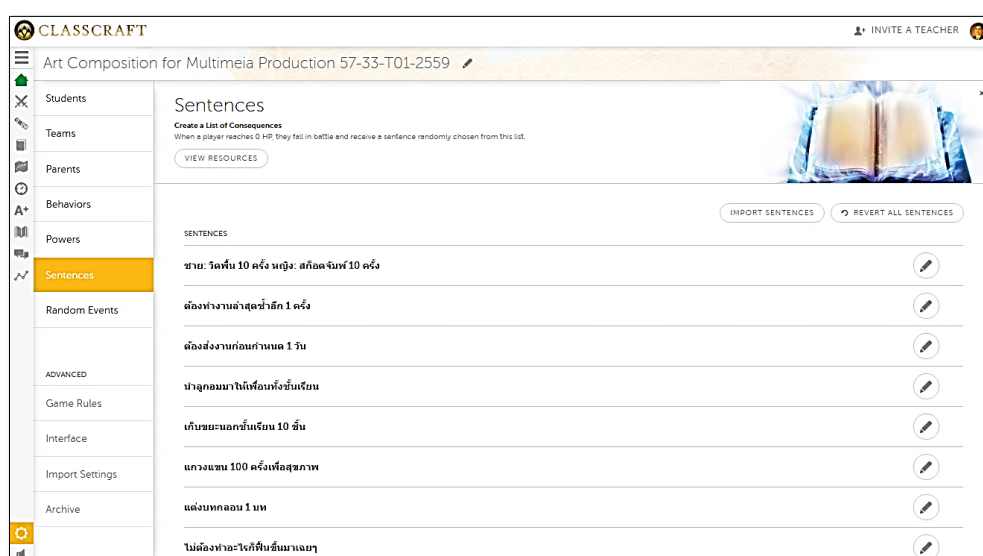 CLASSCRAFT
INVITE A TEACHER
Art Composition for Multimeia Production 57-33-T01-2559
Students
Teams
Parents
Behaviors
Powers
Sentences
Random Events
ADVANCED
Game Rules
Interface
Import Settings
Archive
Sentences
Create a List of Consequences
When a player reaches 0 HP, they fall in battle and receive a sentence randomly chosen from this list.
VIEW RESOURCES
IMPORT SENTENCES
REVERT ALL SENTENCES
SENTENCES
ชาย: วิดพื้น 10 ครั้ง หญิง: สก็อตจัมพ์ 10 ครั้ง
ต้องทำงานล่าสุดซ้ำอีก 1 ครั้ง
ต้องส่งงานก่อนกำหนด 1 วัน
นำลูกอมมาให้เพื่อนทั้งชั้นเรียน
เก็บขยะนอกชั้นเรียน 10 ชิ้น
แกวงแขน 100 ครั้งเพื่อสุขภาพ
แต่งบทกลอน 1 บท
ไม่ต้องทำอะไรก็ฟื้นขึ้นมาเฉยๆ
A+